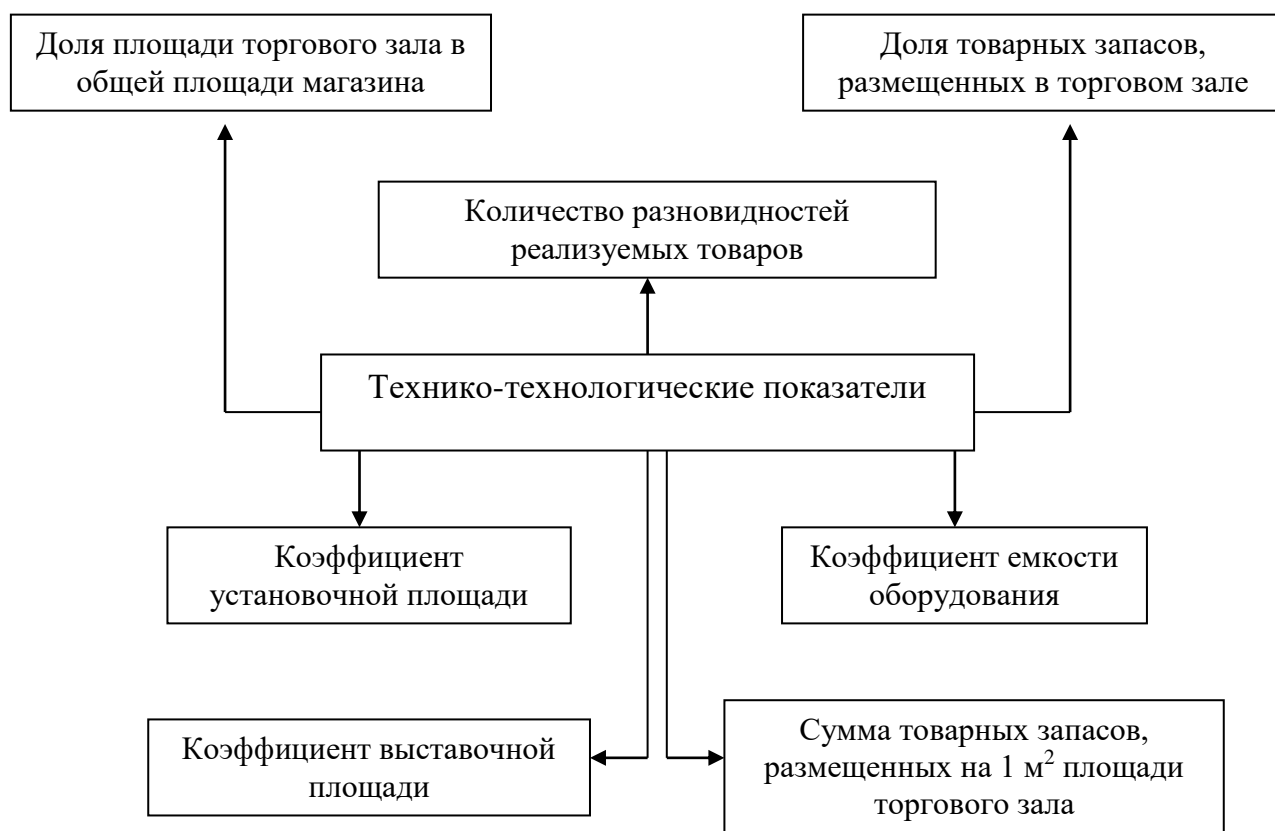 Доля площади торгового зала в
общей площади магазина
Доля товарных запасов,
размещенных в торговом зале
Количество разновидностей
реализуемых товаров
Технико-технологические показатели
Коэффициент
установочной площади
Коэффициент емкости
оборудования
Коэффициент выставочной
площади
Сумма товарных запасов,
размещенных на 1 м² площади
торгового зала